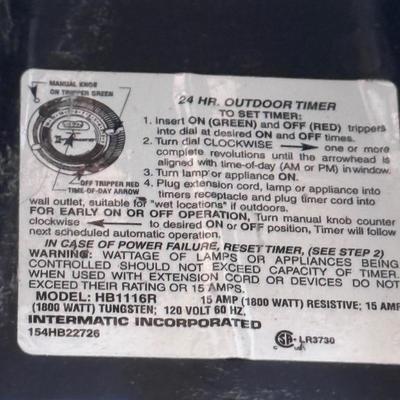 MANUAL KNOB
ON TRIPPER GREEN
OFF TRIPPER RED
TIME-OF-DAY ARROW
24 HR. OUTDOOR TIMER
TO SET TIMER:
1. Insert ON (GREEN) and OFF (RED) trippers
into dial at desired ON and OFF times.
2. Turn dial CLOCKWISE → one or more
complete revolutions until the arrowhead is
aligned with time-of-day (AM or PM) in window.
3. Turn lamp or appliance ON.
4. Plug extension cord, lamp or appliance into
timers receptacle and plug timer cord into
wall outlet, suitable for "wet locations" if outdoors.
FOR EARLY ON OR OFF OPERATION, Turn manual knob counter
clockwise ← to desired ON or OFF position, Timer will follow
next scheduled automatic operation.
IN CASE OF POWER FAILURE, RESET TIMER, (SEE STEP 2)
WARNING: WATTAGE OF LAMPS OR APPLIANCES BEING
CONTROLLED SHOULD NOT EXCEED CAPACITY OF TIMER.
WHEN USED WITH EXTENSION CORD OR DEVICES DO NOT
EXCEED THEIR RATING OR 15 AMPS.
MODEL: HB1116R 15 AMP (1800 WATT) RESISTIVE; 15 AMP
(1800 WATT) TUNGSTEN; 120 VOLT 60 HZ,
INTERMATIC INCORPORATED
154HB22726 LR3730